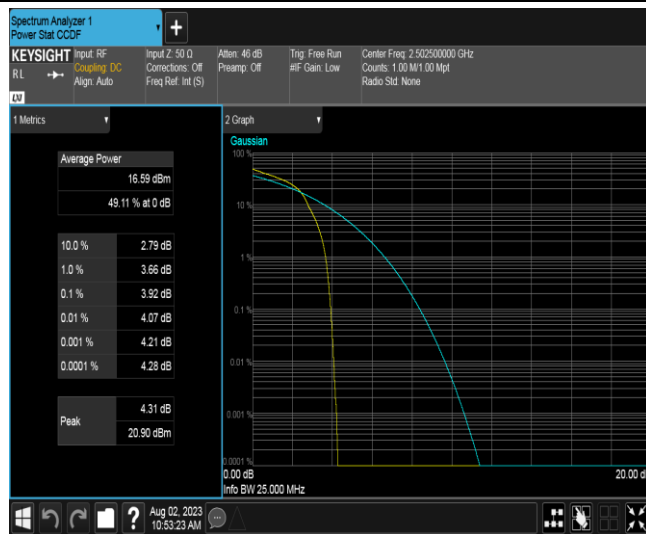 Spectrum Analyzer 1
Power Stat CCDF
+
KEYSIGHT
RL
Input: RF
Coupling: DC
Align: Auto
Input Z: 50 Ω
Corrections: Off
Freq Ref: Int (S)
Atten: 46 dB
Preamp: Off
Trig: Free Run
#IF Gain: Low
Center Freq: 2.502500000 GHz
Counts: 1.00 M/1.00 Mpt
Radio Std: None
1 Metrics
Average Power
16.59 dBm
49.11 % at 0 dB
10.0 % 2.79 dB
1.0 % 3.66 dB
0.1 % 3.92 dB
0.01 % 4.07 dB
0.001 % 4.21 dB
0.0001 % 4.28 dB
Peak
4.31 dB
20.90 dBm
2 Graph
Gaussian
100 %
10 %
1 %
0.1 %
0.01 %
0.001 %
0.0001 %
0.00 dB
20.00 d
Info BW 25.000 MHz
?
Aug 02, 2023
10:53:23 AM